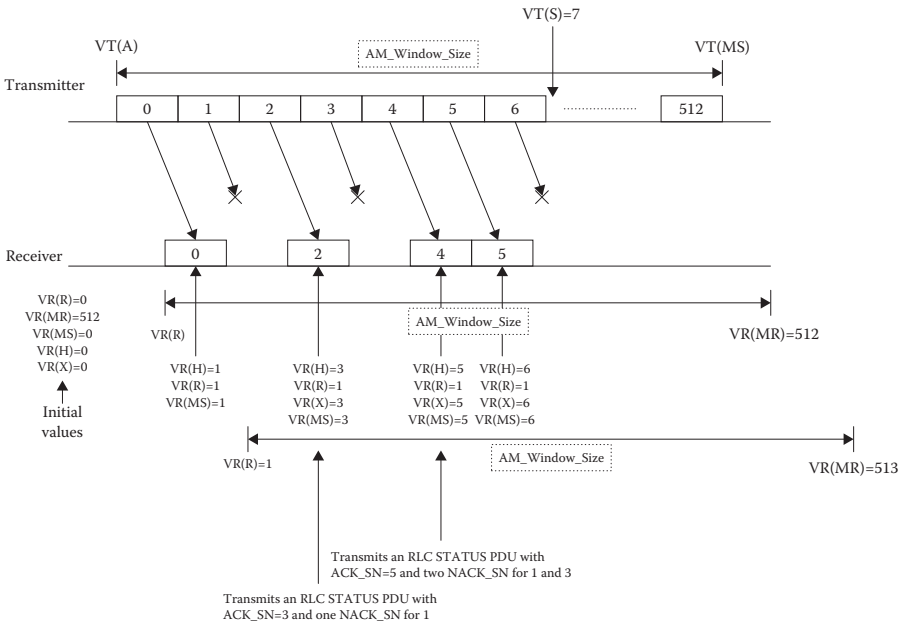 VT(S)=7
VT(A)
AM_Window_Size
VT(MS)
Transmitter
0 1 2 3 4 5 6 512
Receiver
0 2 4 5
VR(R)=0
VR(MR)=512
VR(MS)=0
VR(H)=0
VR(X)=0
Initial
values
VR(R)
AM_Window_Size
VR(MR)=512
VR(H)=1
VR(R)=1
VR(MS)=1
VR(H)=3
VR(R)=1
VR(X)=3
VR(MS)=3
VR(H)=5
VR(R)=1
VR(X)=5
VR(MS)=5
VR(H)=6
VR(R)=1
VR(X)=6
VR(MS)=6
VR(R)=1
AM_Window_Size
VR(MR)=513
Transmits an RLC STATUS PDU with
ACK_SN=5 and two NACK_SN for 1 and 3
Transmits an RLC STATUS PDU with
ACK_SN=3 and one NACK_SN for 1